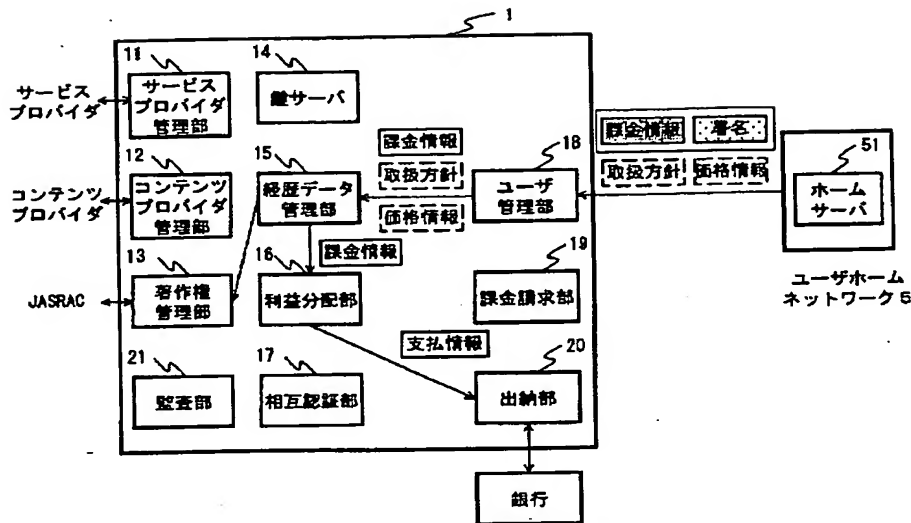 1
11
サービス
プロバイダ
管理部
14
鍵サーバ
サービス
プロバイダ
12
コンテンツ
プロバイダ
管理部
コンテンツ
プロバイダ
15
経歴データ
管理部
課金情報
取扱方針
価格情報
18
ユーザ
管理部
課金情報
署名
取扱方針
価格情報
51
ホーム
サーバ
ユーザホーム
ネットワーク5
13
著作権
管理部
JASRAC
課金情報
16
利益分配部
19
課金請求部
支払情報
21
監査部
17
相互認証部
20
出納部
銀行